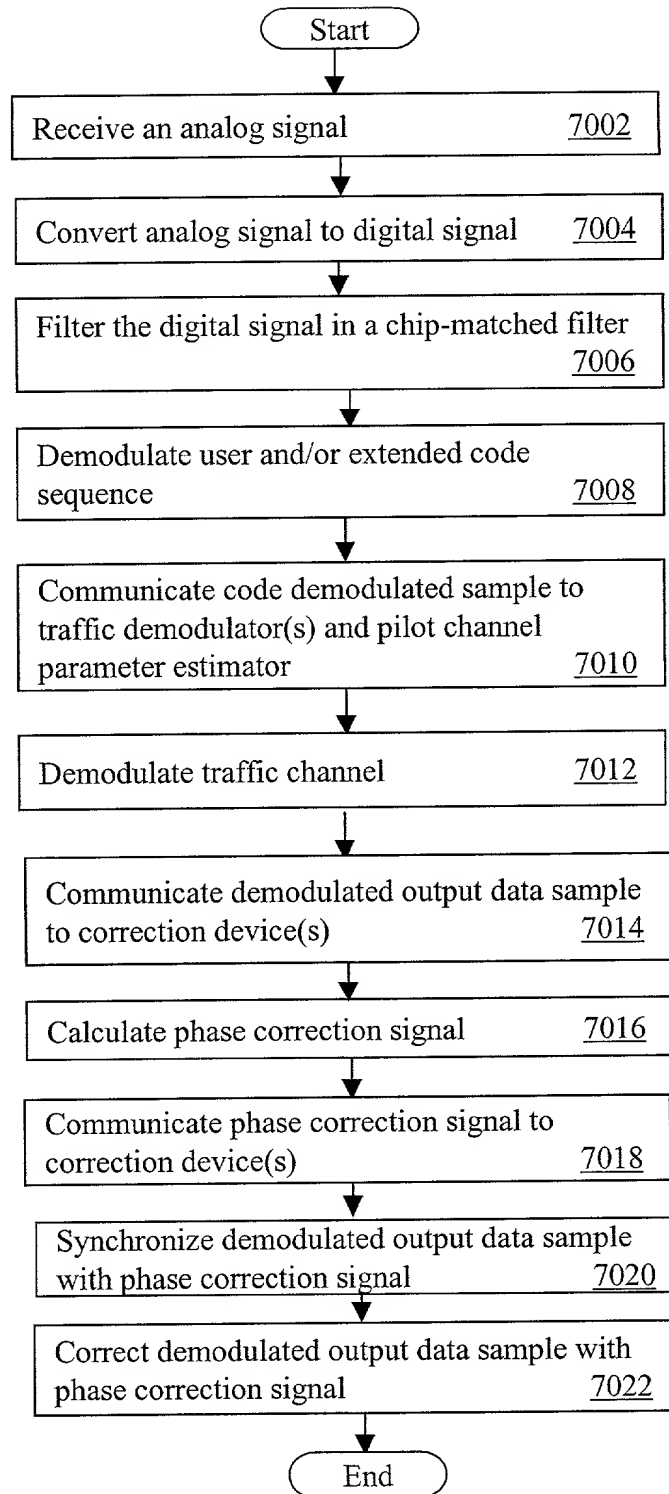 Start
Receive an analog signal 7002
Convert analog signal to digital signal 7004
Filter the digital signal in a chip-matched filter
7006
Demodulate user and/or extended code
sequence 7008
Communicate code demodulated sample to
traffic demodulator(s) and pilot channel
parameter estimator 7010
Demodulate traffic channel 7012
Communicate demodulated output data sample
to correction device(s) 7014
Calculate phase correction signal 7016
Communicate phase correction signal to
correction device(s) 7018
Synchronize demodulated output data sample
with phase correction signal 7020
Correct demodulated output data sample with
phase correction signal 7022
End